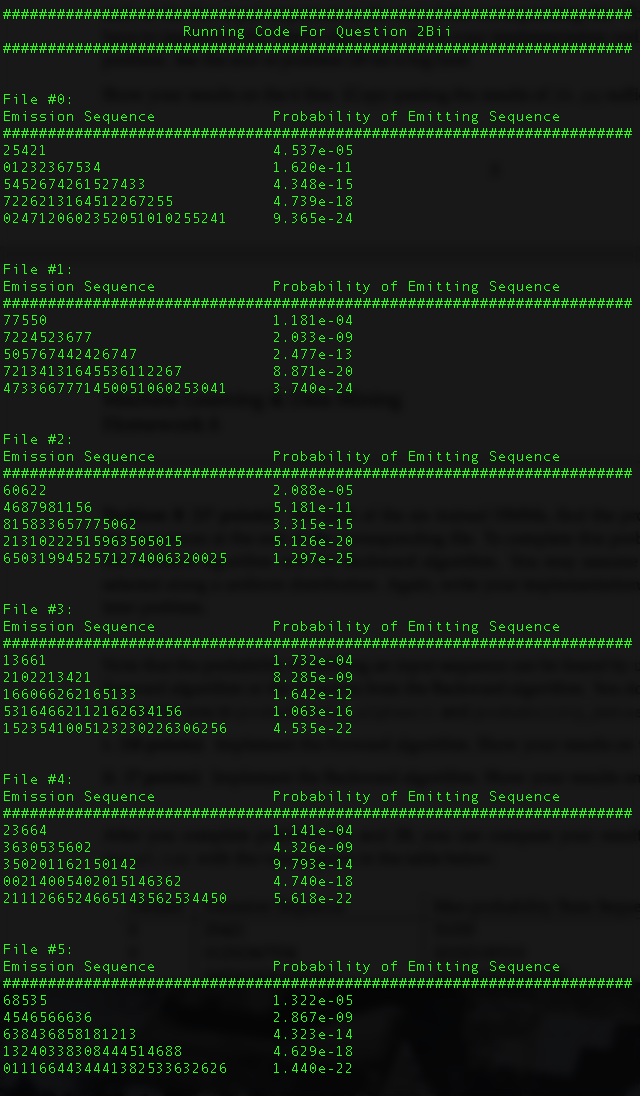 ######################################################################
Running Code For Question 2Bii
######################################################################
File #0:
Emission Sequence Probability of Emitting Sequence
######################################################################
25421 4.537e-05
01232367534 1.620e-11
5452674261527433 4.348e-15
7226213164512267255 4.739e-18
0247120602352051010255241 9.365e-24
File #1:
Emission Sequence Probability of Emitting Sequence
######################################################################
77550 1.181e-04
7224523677 2.033e-09
505767442426747 2.477e-13
72134131645536112267 8.871e-20
4733667771450051060253041 3.740e-24
File #2:
Emission Sequence Probability of Emitting Sequence
######################################################################
60622 2.088e-05
4687981156 5.181e-11
815833657775062 3.315e-15
21310222515963505015 5.126e-20
6503199452571274006320025 1.297e-25
File #3:
Emission Sequence Probability of Emitting Sequence
######################################################################
13661 1.732e-04
2102213421 8.285e-09
166066262165133 1.642e-12
53164662112162634156 1.063e-16
1523541005123230226306256 4.535e-22
File #4:
Emission Sequence Probability of Emitting Sequence
######################################################################
23664 1.141e-04
3630535602 4.326e-09
350201162150142 9.793e-14
00214005402015146362 4.740e-18
2111266524665143562534450 5.618e-22
File #5:
Emission Sequence Probability of Emitting Sequence
######################################################################
68535 1.322e-05
4546566636 2.867e-09
638436858181213 4.323e-14
13240338308444514688 4.629e-18
0111664434441382533632626 1.440e-22